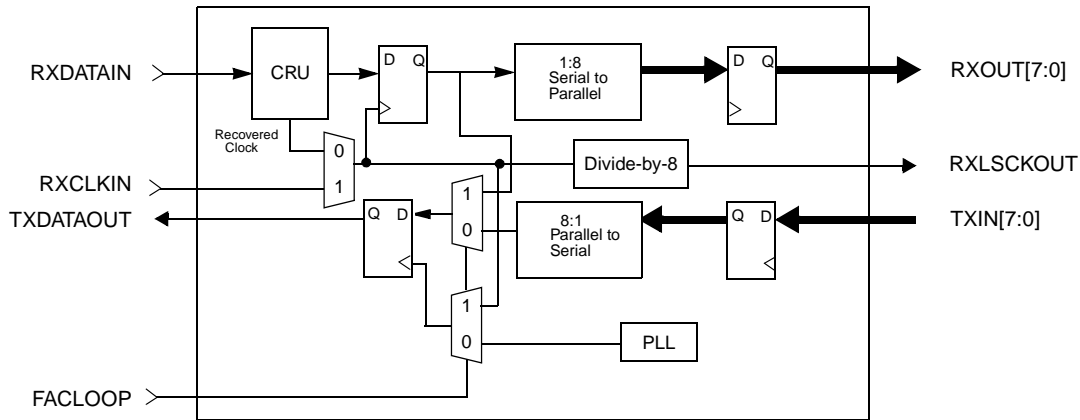 RXDATAIN
CRU
D Q
1:8
Serial to
Parallel
D Q
RXOUT[7:0]
Recovered
Clock
0
1
RXCLKIN
Divide-by-8
RXLSCKOUT
TXDATAOUT
Q D
1
0
8:1
Parallel to
Serial
Q D
TXIN[7:0]
1
0
PLL
FACLOOP